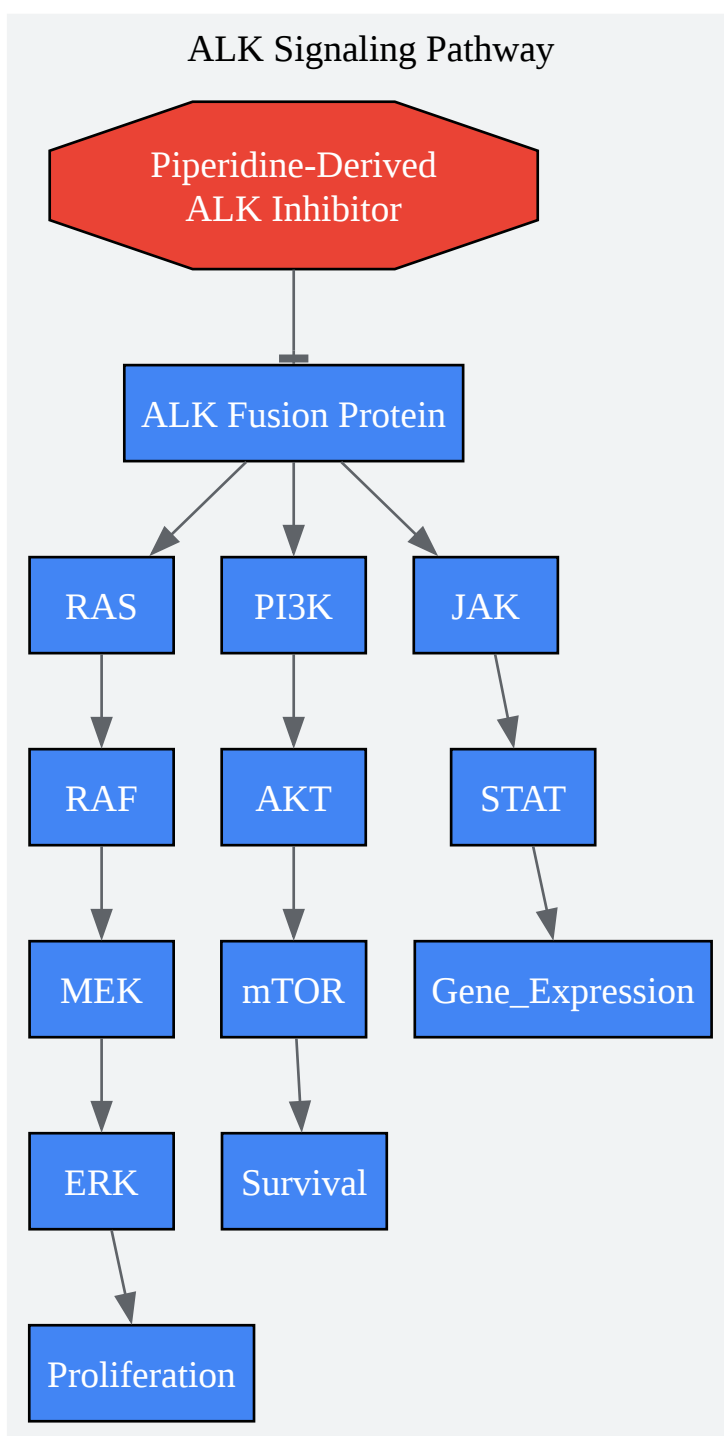 ALK Signaling Pathway
Piperidine-Derived
ALK Inhibitor
ALK Fusion Protein
RAS
PI3K
JAK
RAF
AKT
STAT
MEK
mTOR
Gene_Expression
ERK
Survival
Proliferation